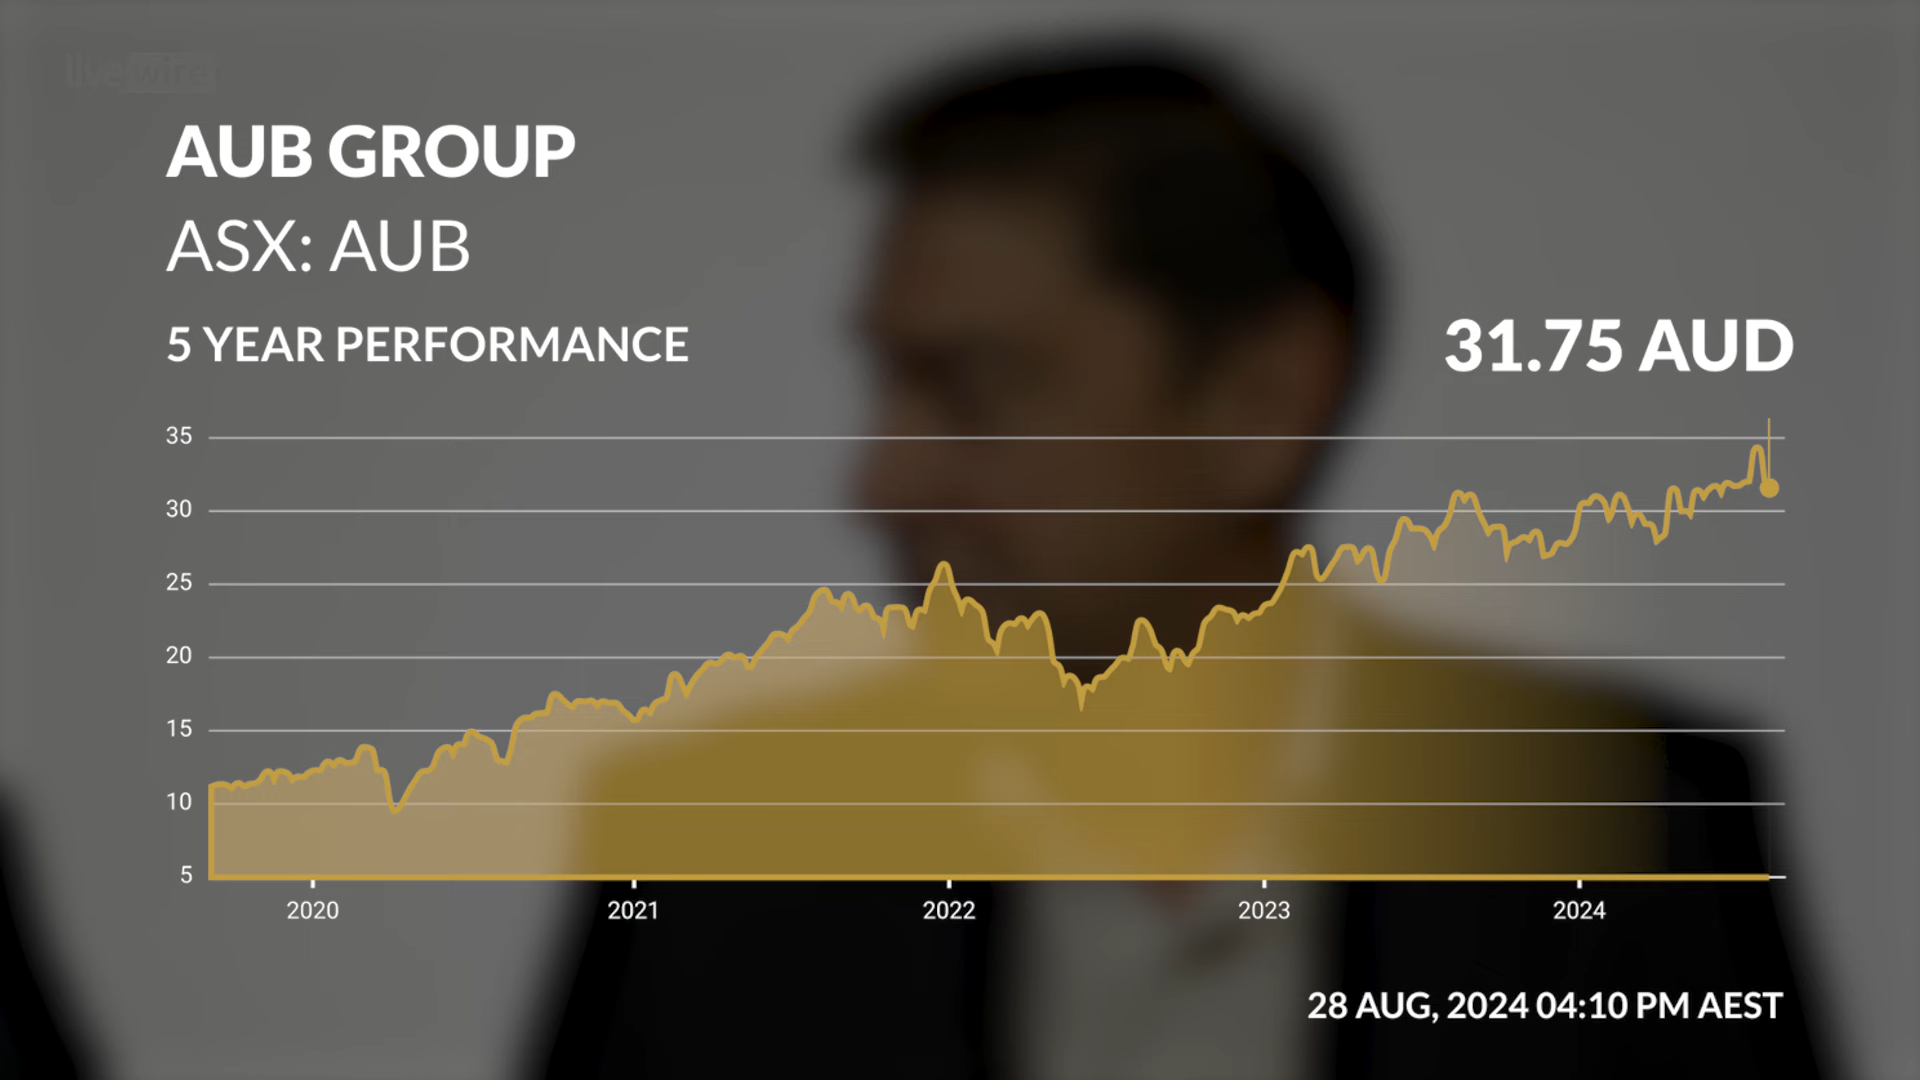 livewire
AUB GROUP
ASX: AUB
5 YEAR PERFORMANCE
31.75 AUD
35
30
25
20
15
10
5
2020 2021 2022 2023 2024
28 AUG, 2024 04:10 PM AEST